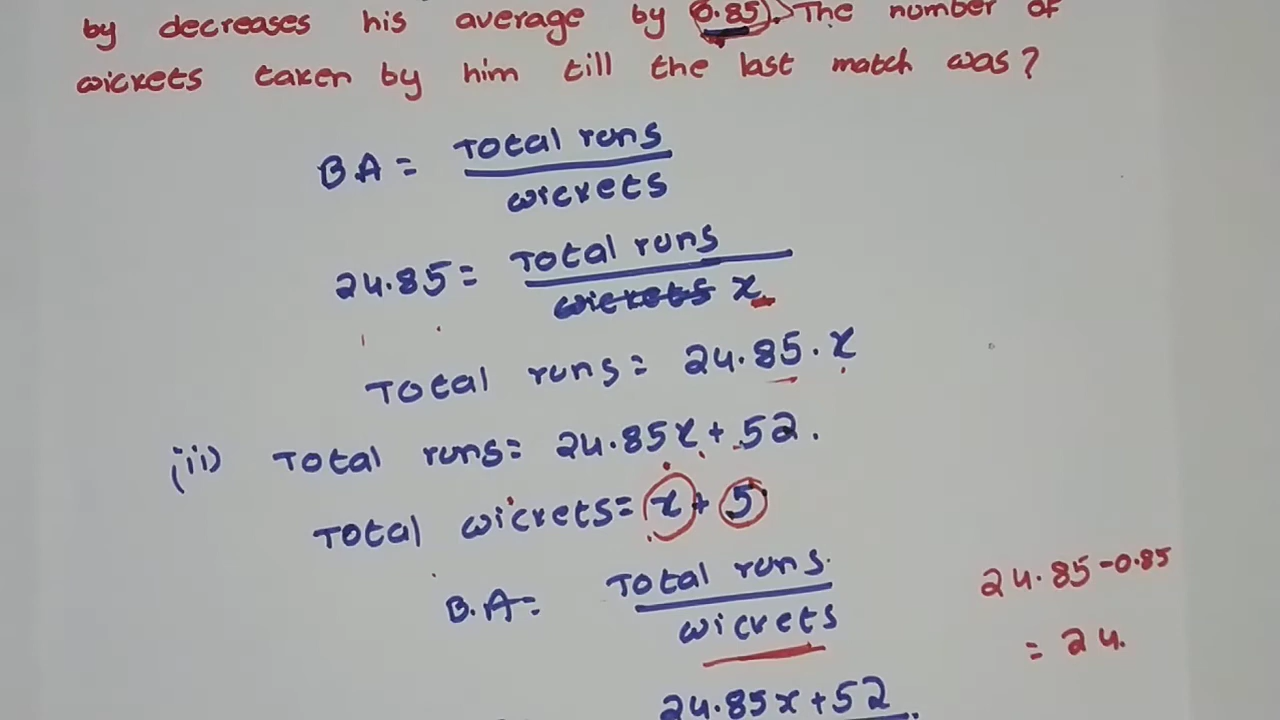 by decreases his average by 0.85). The number of
wickets taken by him till the last match was?
BA = Total runs
wickets
24.85 = Total runs
wickets x
Total runs = 24.85 . x
(ii) Total runs = 24.85x + 52.
Total wickets = x + 5
B.A = Total runs
wickets
24.85 - 0.85
= 24.
24.85x + 52